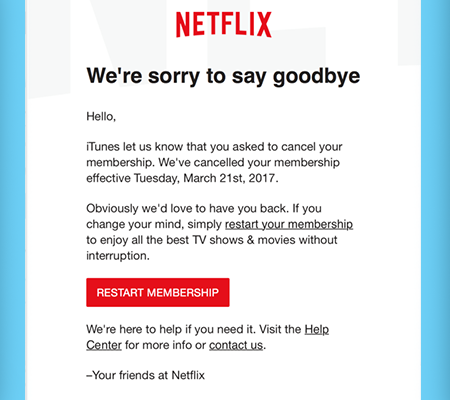 NETFLIX
We're sorry to say goodbye
Hello,
iTunes let us know that you asked to cancel your
membership. We've cancelled your membership
effective Tuesday, March 21st, 2017.
Obviously we'd love to have you back. If you
change your mind, simply restart your membership
to enjoy all the best TV shows & movies without
interruption.
RESTART MEMBERSHIP
We're here to help if you need it. Visit the Help
Center for more info or contact us.
–Your friends at Netflix